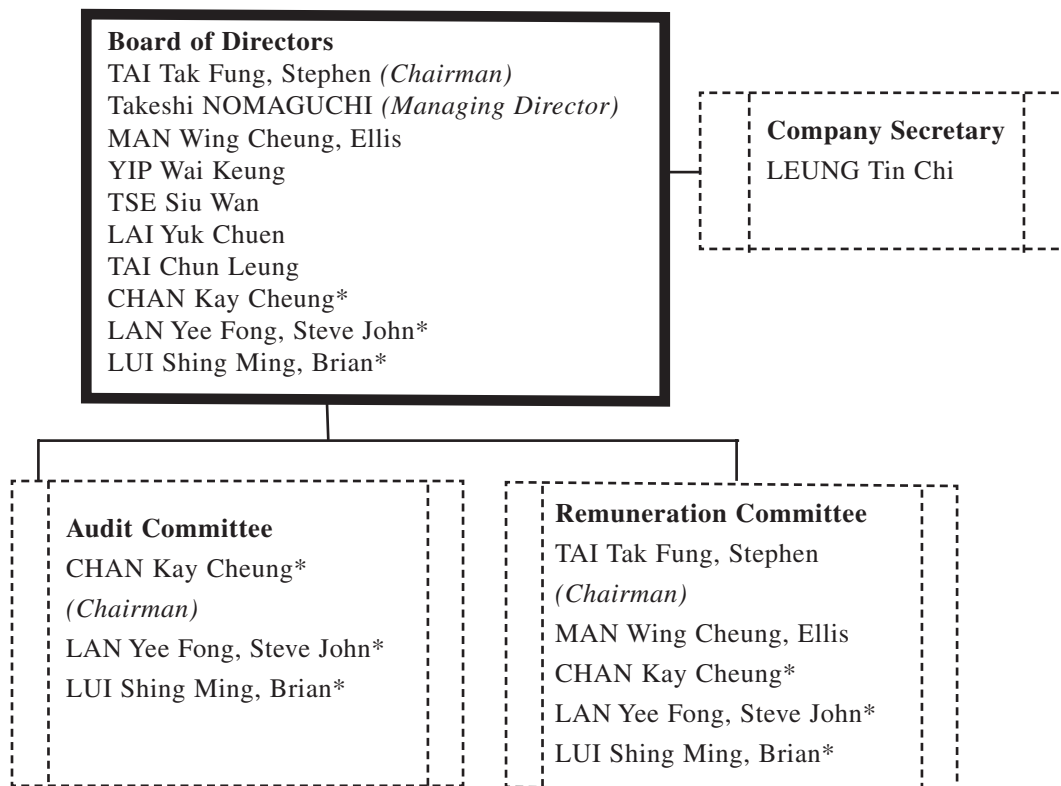 Board of Directors
TAI Tak Fung, Stephen (Chairman)
Takeshi NOMAGUCHI (Managing Director)
MAN Wing Cheung, Ellis
YIP Wai Keung
TSE Siu Wan
LAI Yuk Chuen
TAI Chun Leung
CHAN Kay Cheung*
LAN Yee Fong, Steve John*
LUI Shing Ming, Brian*
Company Secretary
LEUNG Tin Chi
Audit Committee
CHAN Kay Cheung*
(Chairman)
LAN Yee Fong, Steve John*
LUI Shing Ming, Brian*
Remuneration Committee
TAI Tak Fung, Stephen
(Chairman)
MAN Wing Cheung, Ellis
CHAN Kay Cheung*
LAN Yee Fong, Steve John*
LUI Shing Ming, Brian*